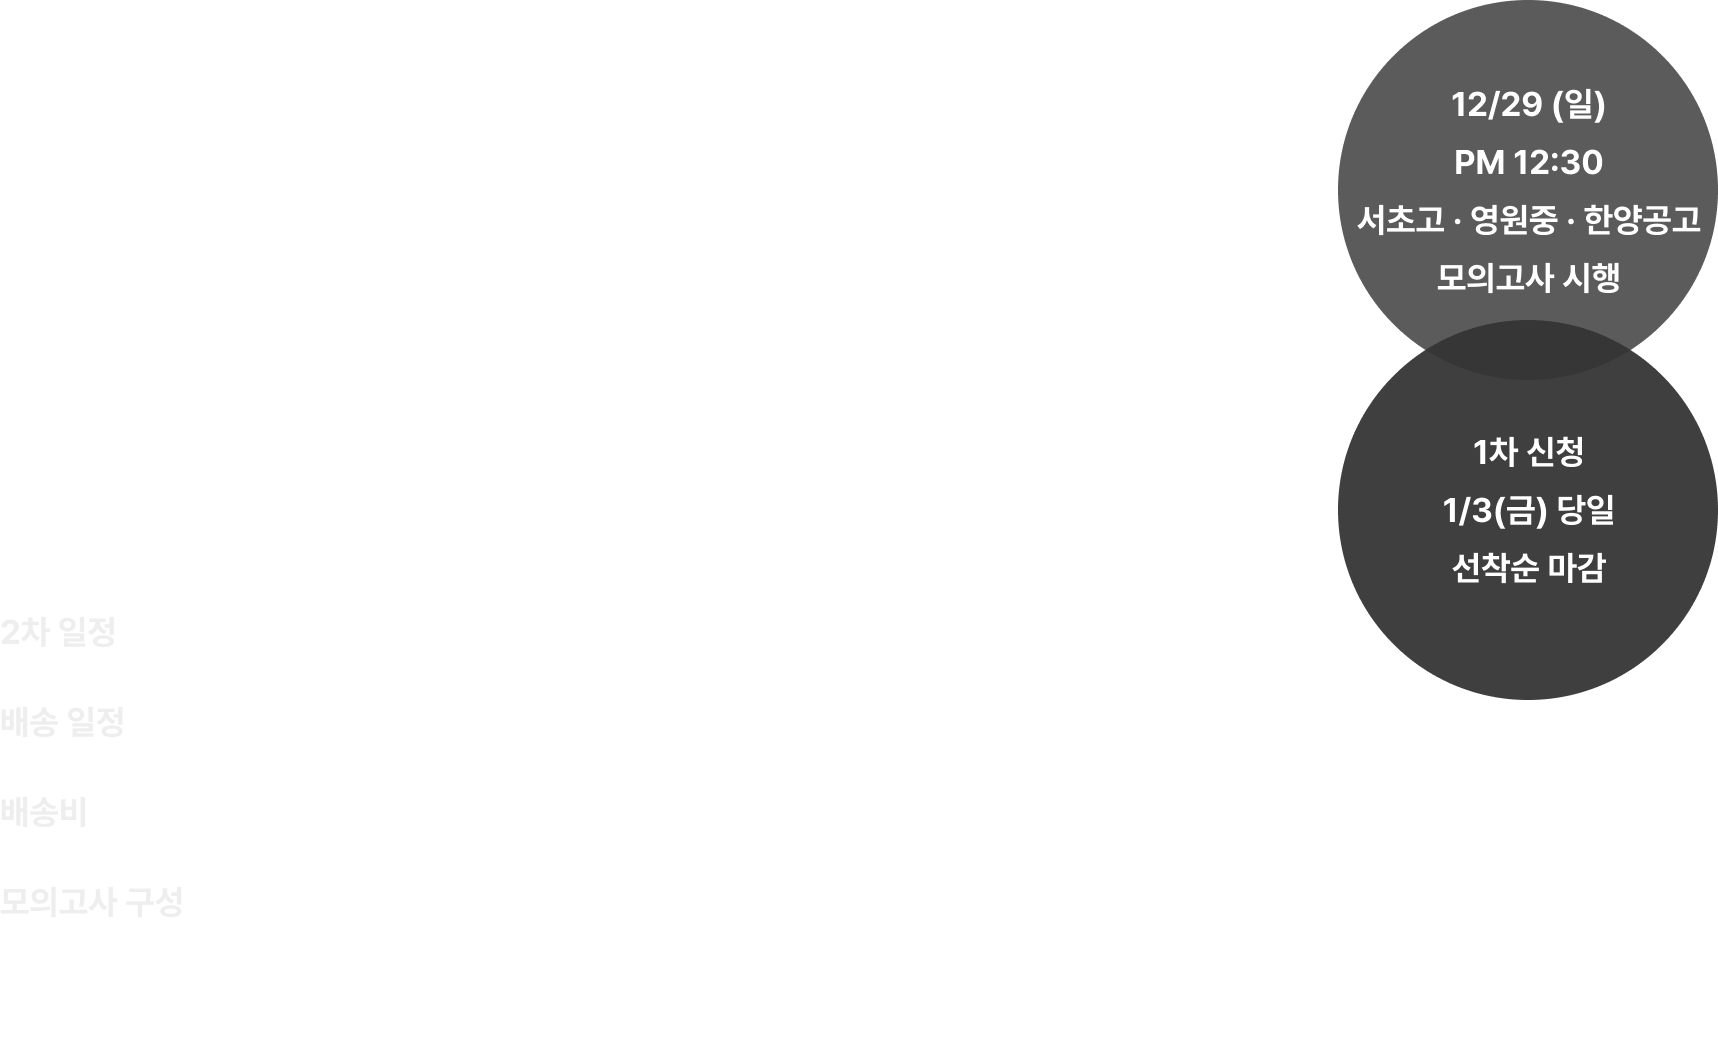 12/29 (일)
PM 12:30
서초고 · 영원중 · 한양공고
모의고사 시행
1차 신청
1/3(금) 당일
선착순 마감
2차 일정
배송 일정
배송비
모의고사 구성